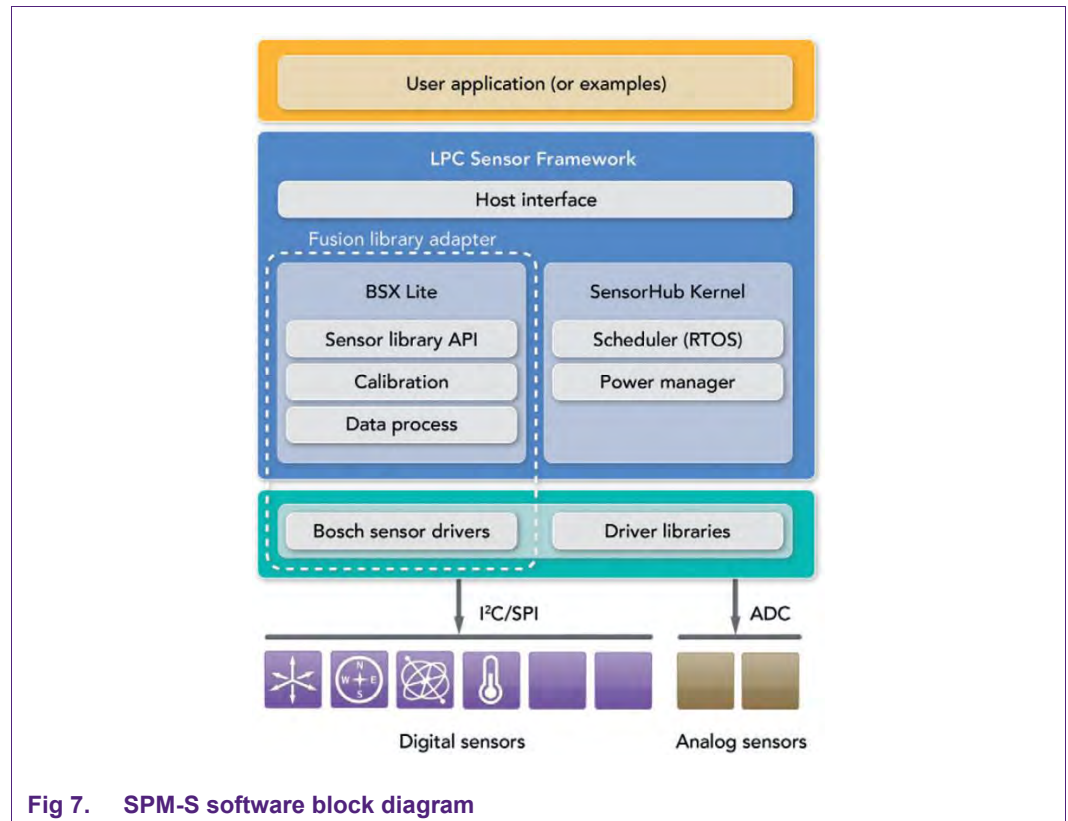 User application (or examples)
LPC Sensor Framework
Host interface
Fusion library adapter
BSX Lite
Sensor library API
Calibration
Data process
SensorHub Kernel
Scheduler (RTOS)
Power manager
Bosch sensor drivers
Driver libraries
I²C/SPI
ADC
N
W E
S
Digital sensors
Analog sensors
Fig 7. SPM-S software block diagram